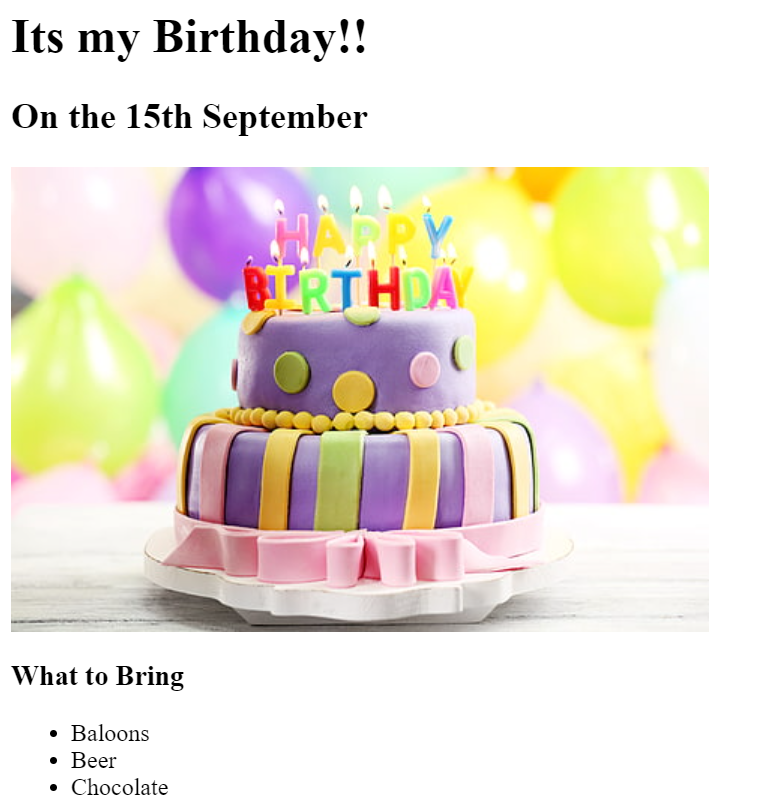 Its my Birthday!!
On the 15th September
HAPPY
BIRTHDAY
What to Bring
Baloons
Beer
Chocolate